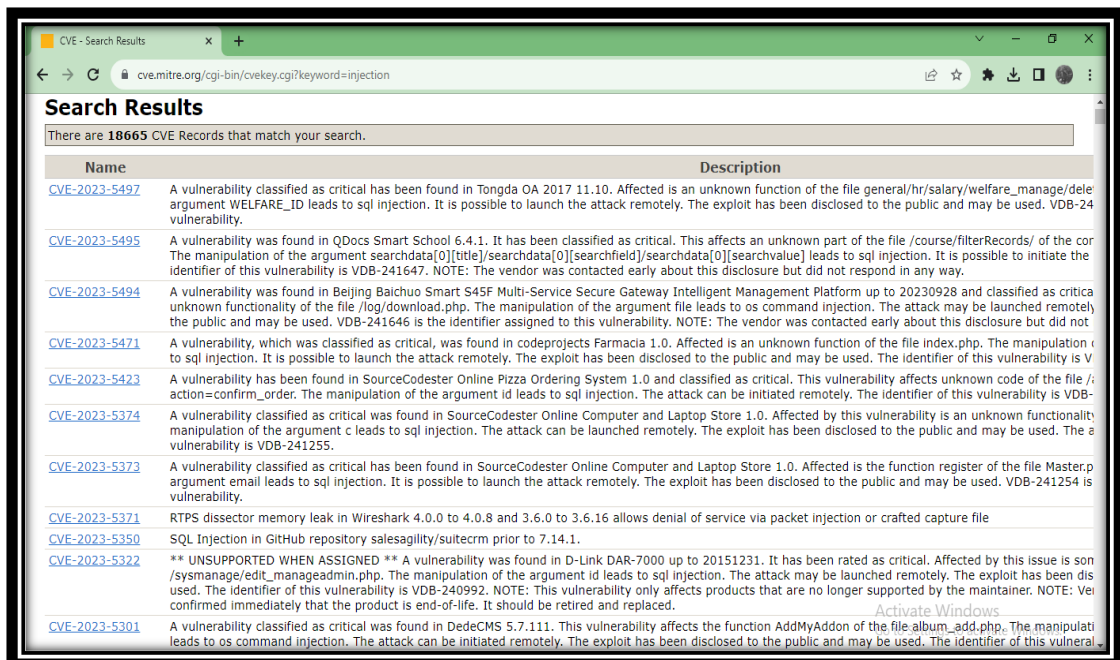 CVE - Search Results
cve.mitre.org/cgi-bin/cvekey.cgi?keyword=injection
Search Results
There are 18665 CVE Records that match your search.
Name Description
CVE-2023-5497 A vulnerability classified as critical has been found in Tongda OA 2017 11.10. Affected is an unknown function of the file general/hr/salary/welfare_manage/dele
argument WELFARE_ID leads to sql injection. It is possible to launch the attack remotely. The exploit has been disclosed to the public and may be used. VDB-24
vulnerability.
CVE-2023-5495 A vulnerability was found in QDocs Smart School 6.4.1. It has been classified as critical. This affects an unknown part of the file /course/filterRecords/ of the
The manipulation of the argument searchdata[0][title]/searchdata[0][searchfield]/searchdata[0][searchvalue] leads to sql injection. It is possible to initiate the
identifier of this vulnerability is VDB-241647. NOTE: The vendor was contacted early about this disclosure but did not respond in any way.
CVE-2023-5494 A vulnerability was found in Beijing Baichuo Smart S45F Multi-Service Secure Gateway Intelligent Management Platform up to 20230928 and classified as critica
unknown functionality of the file /log/download.php. The manipulation of the argument file leads to os command injection. The attack may be launched remotely
the public and may be used. VDB-241646 is the identifier assigned to this vulnerability. NOTE: The vendor was contacted early about this disclosure but did not
CVE-2023-5471 A vulnerability, which was classified as critical, was found in codeprojects Farmacia 1.0. Affected is an unknown function of the file index.php. The manipulation
to sql injection. It is possible to launch the attack remotely. The exploit has been disclosed to the public and may be used. The identifier of this vulnerability is V
CVE-2023-5423 A vulnerability has been found in SourceCodester Online Pizza Ordering System 1.0 and classified as critical. This vulnerability affects unknown code of the file
action=confirm_order. The manipulation of the argument id leads to sql injection. The attack can be initiated remotely. The identifier of this vulnerability is VDB-
CVE-2023-5374 A vulnerability classified as critical was found in SourceCodester Online Computer and Laptop Store 1.0. Affected by this vulnerability is an unknown functionality
manipulation of the argument c leads to sql injection. The attack can be launched remotely. The exploit has been disclosed to the public and may be used. The a
vulnerability is VDB-241255.
CVE-2023-5373 A vulnerability classified as critical has been found in SourceCodester Online Computer and Laptop Store 1.0. Affected is the function register of the file Master.p
argument email leads to sql injection. It is possible to launch the attack remotely. The exploit has been disclosed to the public and may be used. VDB-241254 is
vulnerability.
CVE-2023-5371 RTPS dissector memory leak in Wireshark 4.0.0 to 4.0.8 and 3.6.0 to 3.6.16 allows denial of service via packet injection or crafted capture file
CVE-2023-5350 SQL Injection in GitHub repository salesagility/suitecrm prior to 7.14.1.
CVE-2023-5322 ** UNSUPPORTED WHEN ASSIGNED ** A vulnerability was found in D-Link DAR-7000 up to 20151231. It has been rated as critical. Affected by this issue is som
/sysmanage/edit_manageadmin.php. The manipulation of the argument id leads to sql injection. The attack may be launched remotely. The exploit has been dis
used. The identifier of this vulnerability is VDB-240992. NOTE: This vulnerability only affects products that are no longer supported by the maintainer. NOTE: Ve
confirmed immediately that the product is end-of-life. It should be retired and replaced.
Activate Windows
CVE-2023-5301 A vulnerability classified as critical was found in DedeCMS 5.7.111. This vulnerability affects the function AddMyAddon of the file album_add.php. The manipulati
Go to Settings to activate Windows.
leads to os command injection. The attack can be initiated remotely. The exploit has been disclosed to the public and may be used. The identifier of this vulneral